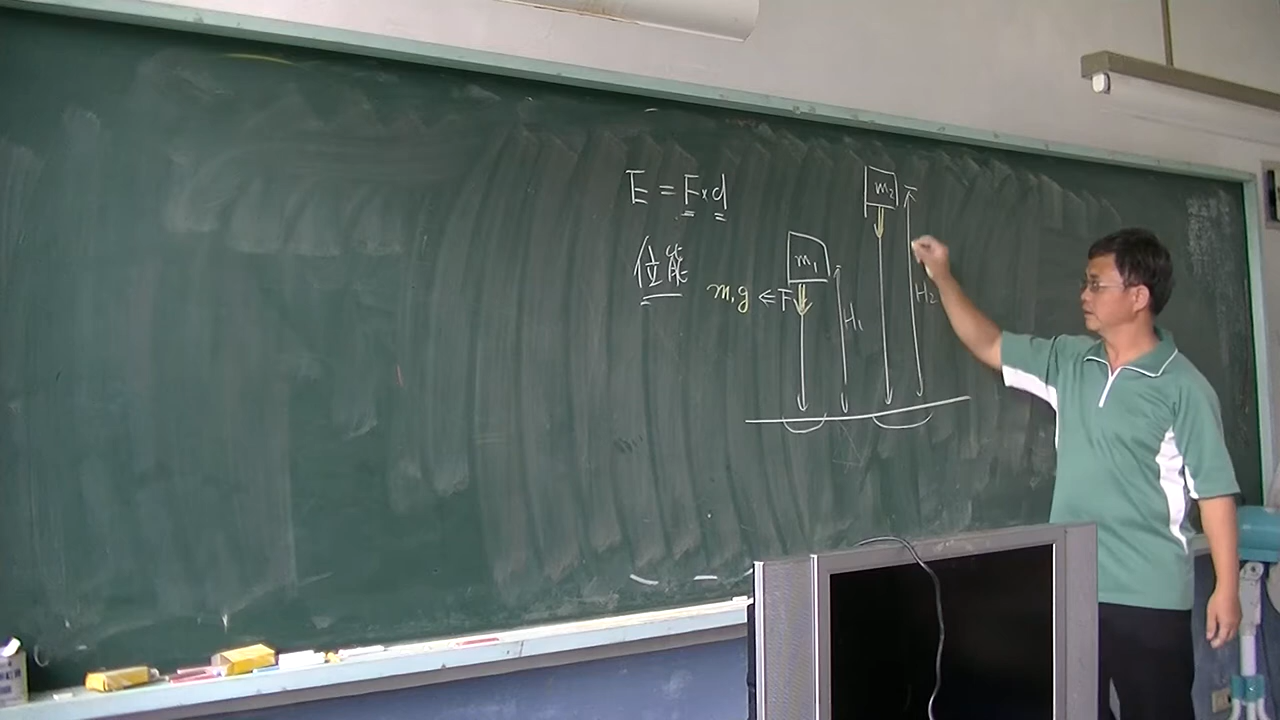 E = F × d
位能
m₁g ← F
m₁
H₁
m₂
H₂